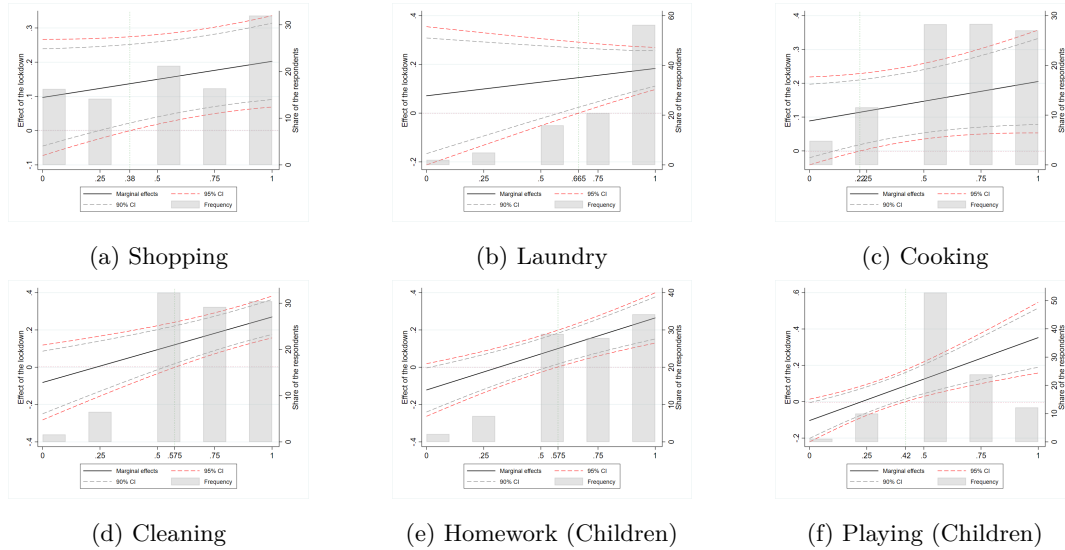 Effect of the lockdown
-.1 0 .1 .2 .3
Share of the respondents
0 10 20 30
0 .25 .38 .5 .75 1
Marginal effects 95% CI
90% CI Frequency
(a) Shopping
Effect of the lockdown
-.2 0 .2 .4
Share of the respondents
0 20 40 60
0 .25 .5 .665 .75 1
Marginal effects 95% CI
90% CI Frequency
(b) Laundry
Effect of the lockdown
0 .1 .2 .3 .4
Share of the respondents
0 10 20 30
0 .22 .25 .5 .75 1
Marginal effects 95% CI
90% CI Frequency
(c) Cooking
Effect of the lockdown
-.4 -.2 0 .2 .4
Share of the respondents
0 10 20 30
0 .25 .5 .575 .75 1
Marginal effects 95% CI
90% CI Frequency
(d) Cleaning
Effect of the lockdown
-.4 -.2 0 .2 .4
Share of the respondents
0 10 20 30 40
0 .25 .5 .575 .75 1
Marginal effects 95% CI
90% CI Frequency
(e) Homework (Children)
Effect of the lockdown
-.2 0 .2 .4 .6
Share of the respondents
0 10 20 30 40 50
0 .25 .42 .5 .75 1
Marginal effects 95% CI
90% CI Frequency
(f) Playing (Children)